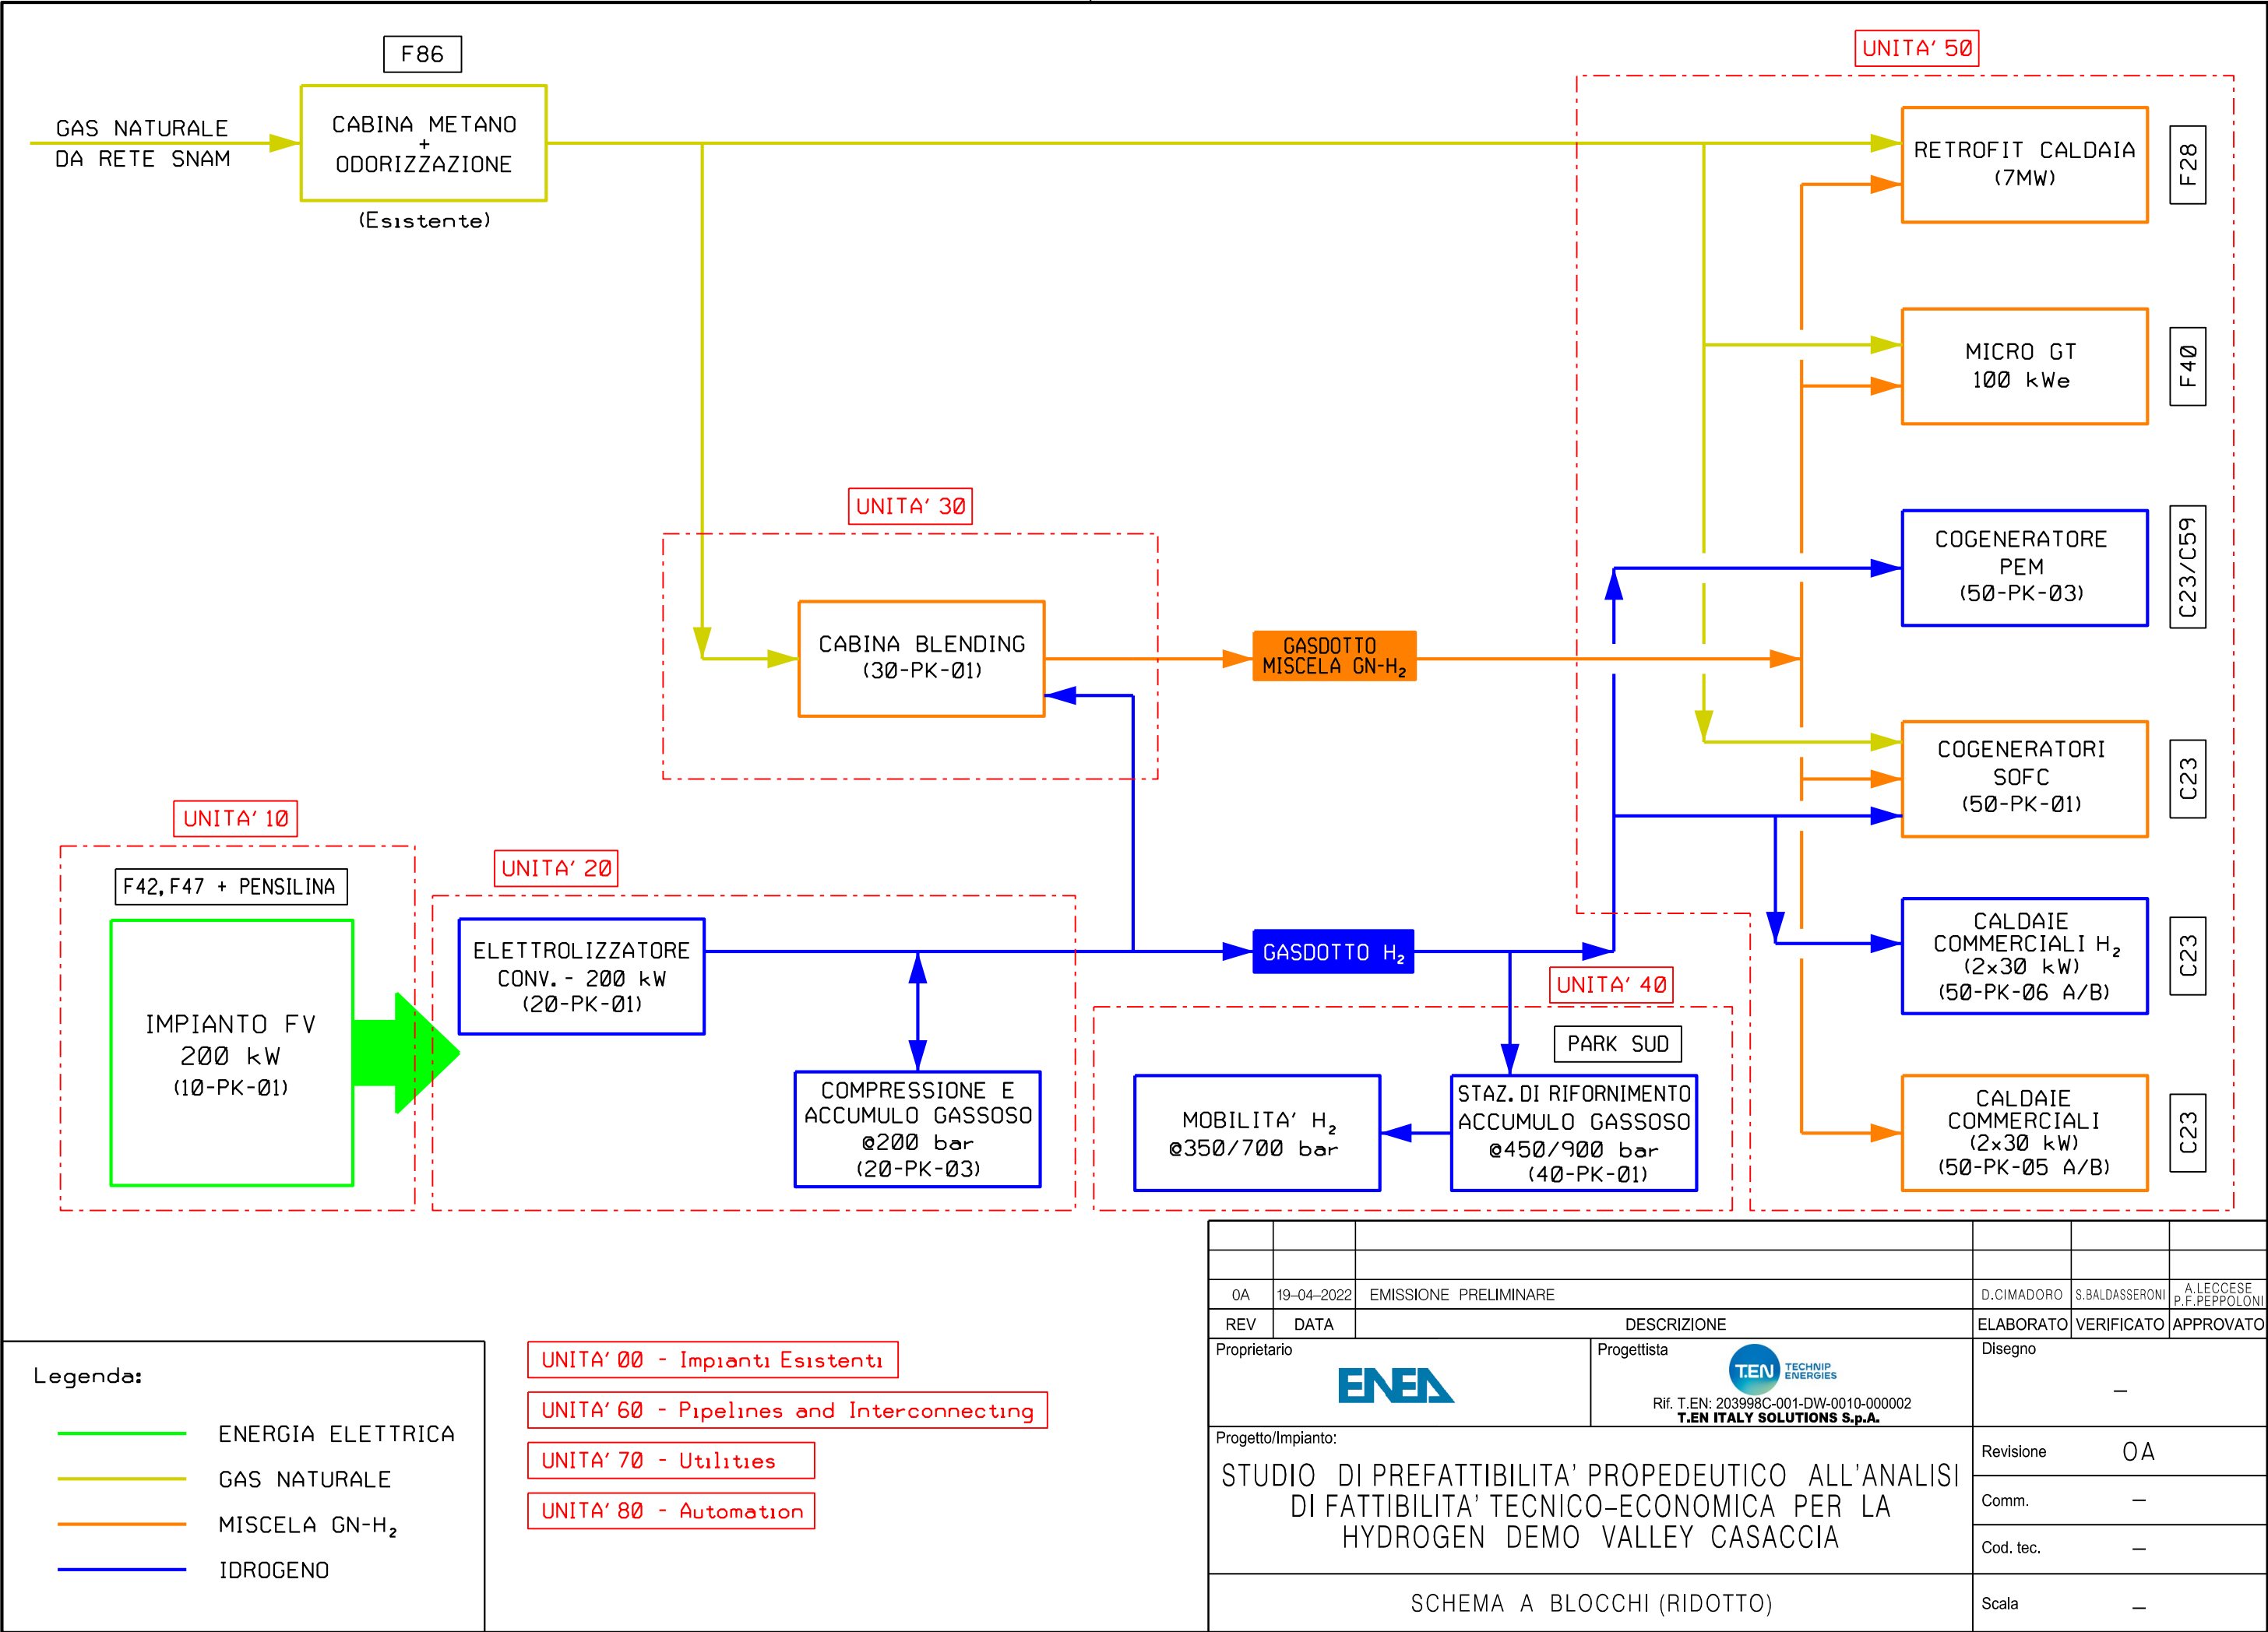 F86
UNITA' 50
GAS NATURALE
DA RETE SNAM
CABINA METANO
+
ODORIZZAZIONE
(Esistente)
RETROFIT CALDAIA
(7MW)
F28
MICRO GT
100 kWe
F40
UNITA' 30
CABINA BLENDING
(30-PK-01)
GASDOTTO
MISCELA GN-H₂
COGENERATORE
PEM
(50-PK-03)
C23/C59
COGENERATORI
SOFC
(50-PK-01)
C23
UNITA' 10
F42, F47 + PENSILINA
IMPIANTO FV
200 kW
(10-PK-01)
UNITA' 20
ELETTROLIZZATORE
CONV. - 200 kW
(20-PK-01)
COMPRESSIONE E
ACCUMULO GASSOSO
@200 bar
(20-PK-03)
GASDOTTO H₂
UNITA' 40
PARK SUD
MOBILITA' H₂
@350/700 bar
STAZ. DI RIFORNIMENTO
ACCUMULO GASSOSO
@450/900 bar
(40-PK-01)
CALDAIE
COMMERCIALI H₂
(2x30 kW)
(50-PK-06 A/B)
C23
CALDAIE
COMMERCIALI
(2x30 kW)
(50-PK-05 A/B)
C23
Legenda:
ENERGIA ELETTRICA
GAS NATURALE
MISCELA GN-H₂
IDROGENO
UNITA' 00 - Impianti Esistenti
UNITA' 60 - Pipelines and Interconnecting
UNITA' 70 - Utilities
UNITA' 80 - Automation
0A 19-04-2022 EMISSIONE PRELIMINARE D.CIMADORO S.BALDASSERONI A.LECCESE
P.F.PEPPOLONI
REV DATA DESCRIZIONE ELABORATO VERIFICATO APPROVATO
Proprietario
ENEA
Progettista
T.EN TECHNIP
ENERGIES
Rif. T.EN: 203998C-001-DW-0010-000002
T.EN ITALY SOLUTIONS S.p.A.
Disegno
–
Progetto/Impianto:
STUDIO DI PREFATTIBILITA' PROPEDEUTICO ALL'ANALISI
DI FATTIBILITA' TECNICO-ECONOMICA PER LA
HYDROGEN DEMO VALLEY CASACCIA
Revisione 0A
Comm. –
Cod. tec. –
SCHEMA A BLOCCHI (RIDOTTO)
Scala –